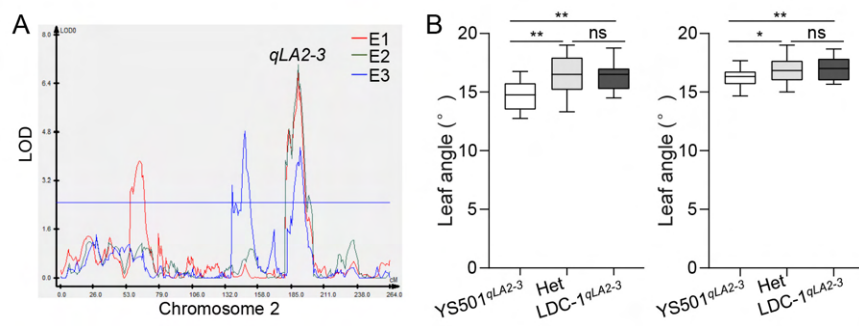 A
LOD0
8.0
6.4
4.8
3.2
1.6
0.0
LOD
qLA2-3
E1
E2
E3
0.0 26.0 53.0 79.0 106.0 132.0 158.0 185.0 211.0 238.0 264.0
cM
Chromosome 2
B
** 
** ns
20
15
10
5
0
Leaf angle (°)
YS501qLA2-3 Het LDC-1qLA2-3
**
* ns
20
15
10
5
0
Leaf angle (°)
YS501qLA2-3 Het LDC-1qLA2-3